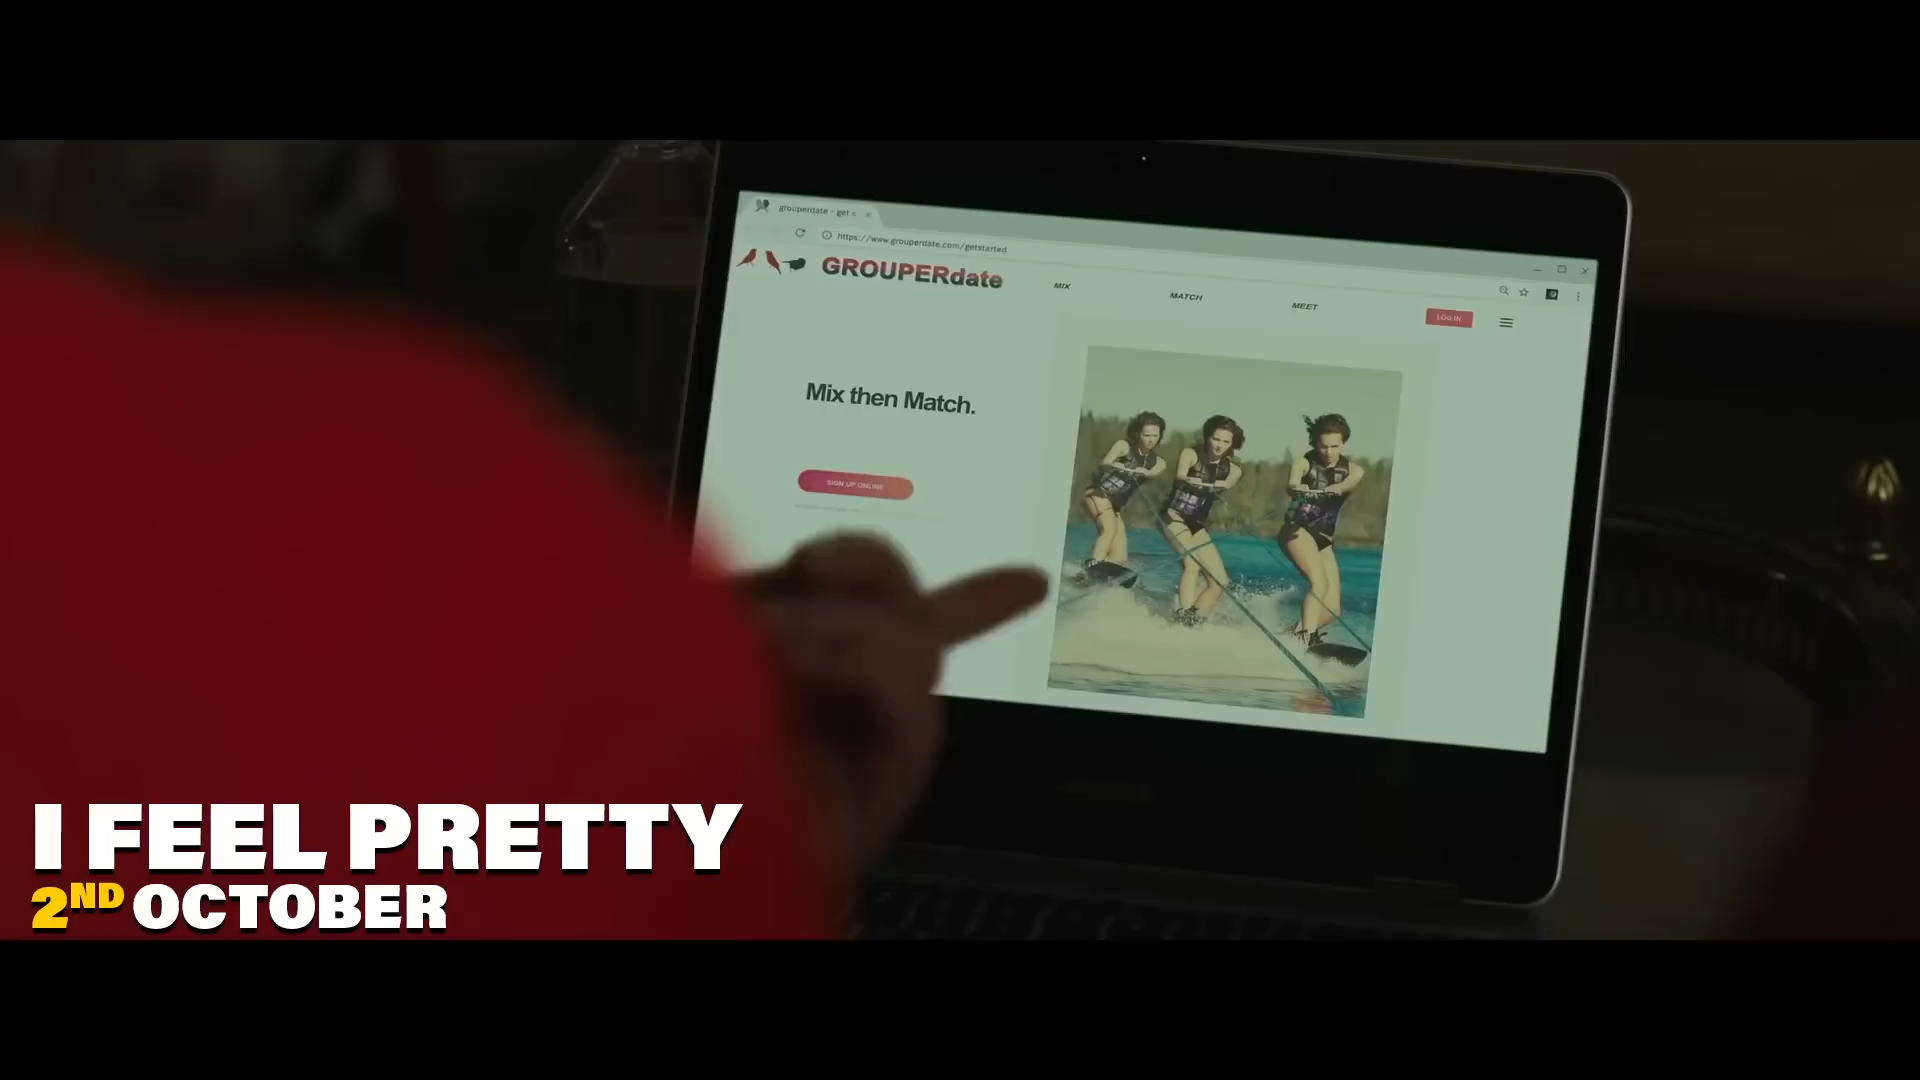 grouperdate - get s
https://www.grouperdate.com/getstarted
GROUPERdate
MIX
MATCH
MEET
LOG IN
Mix then Match.
SIGN UP ONLINE
I FEEL PRETTY
2ND OCTOBER